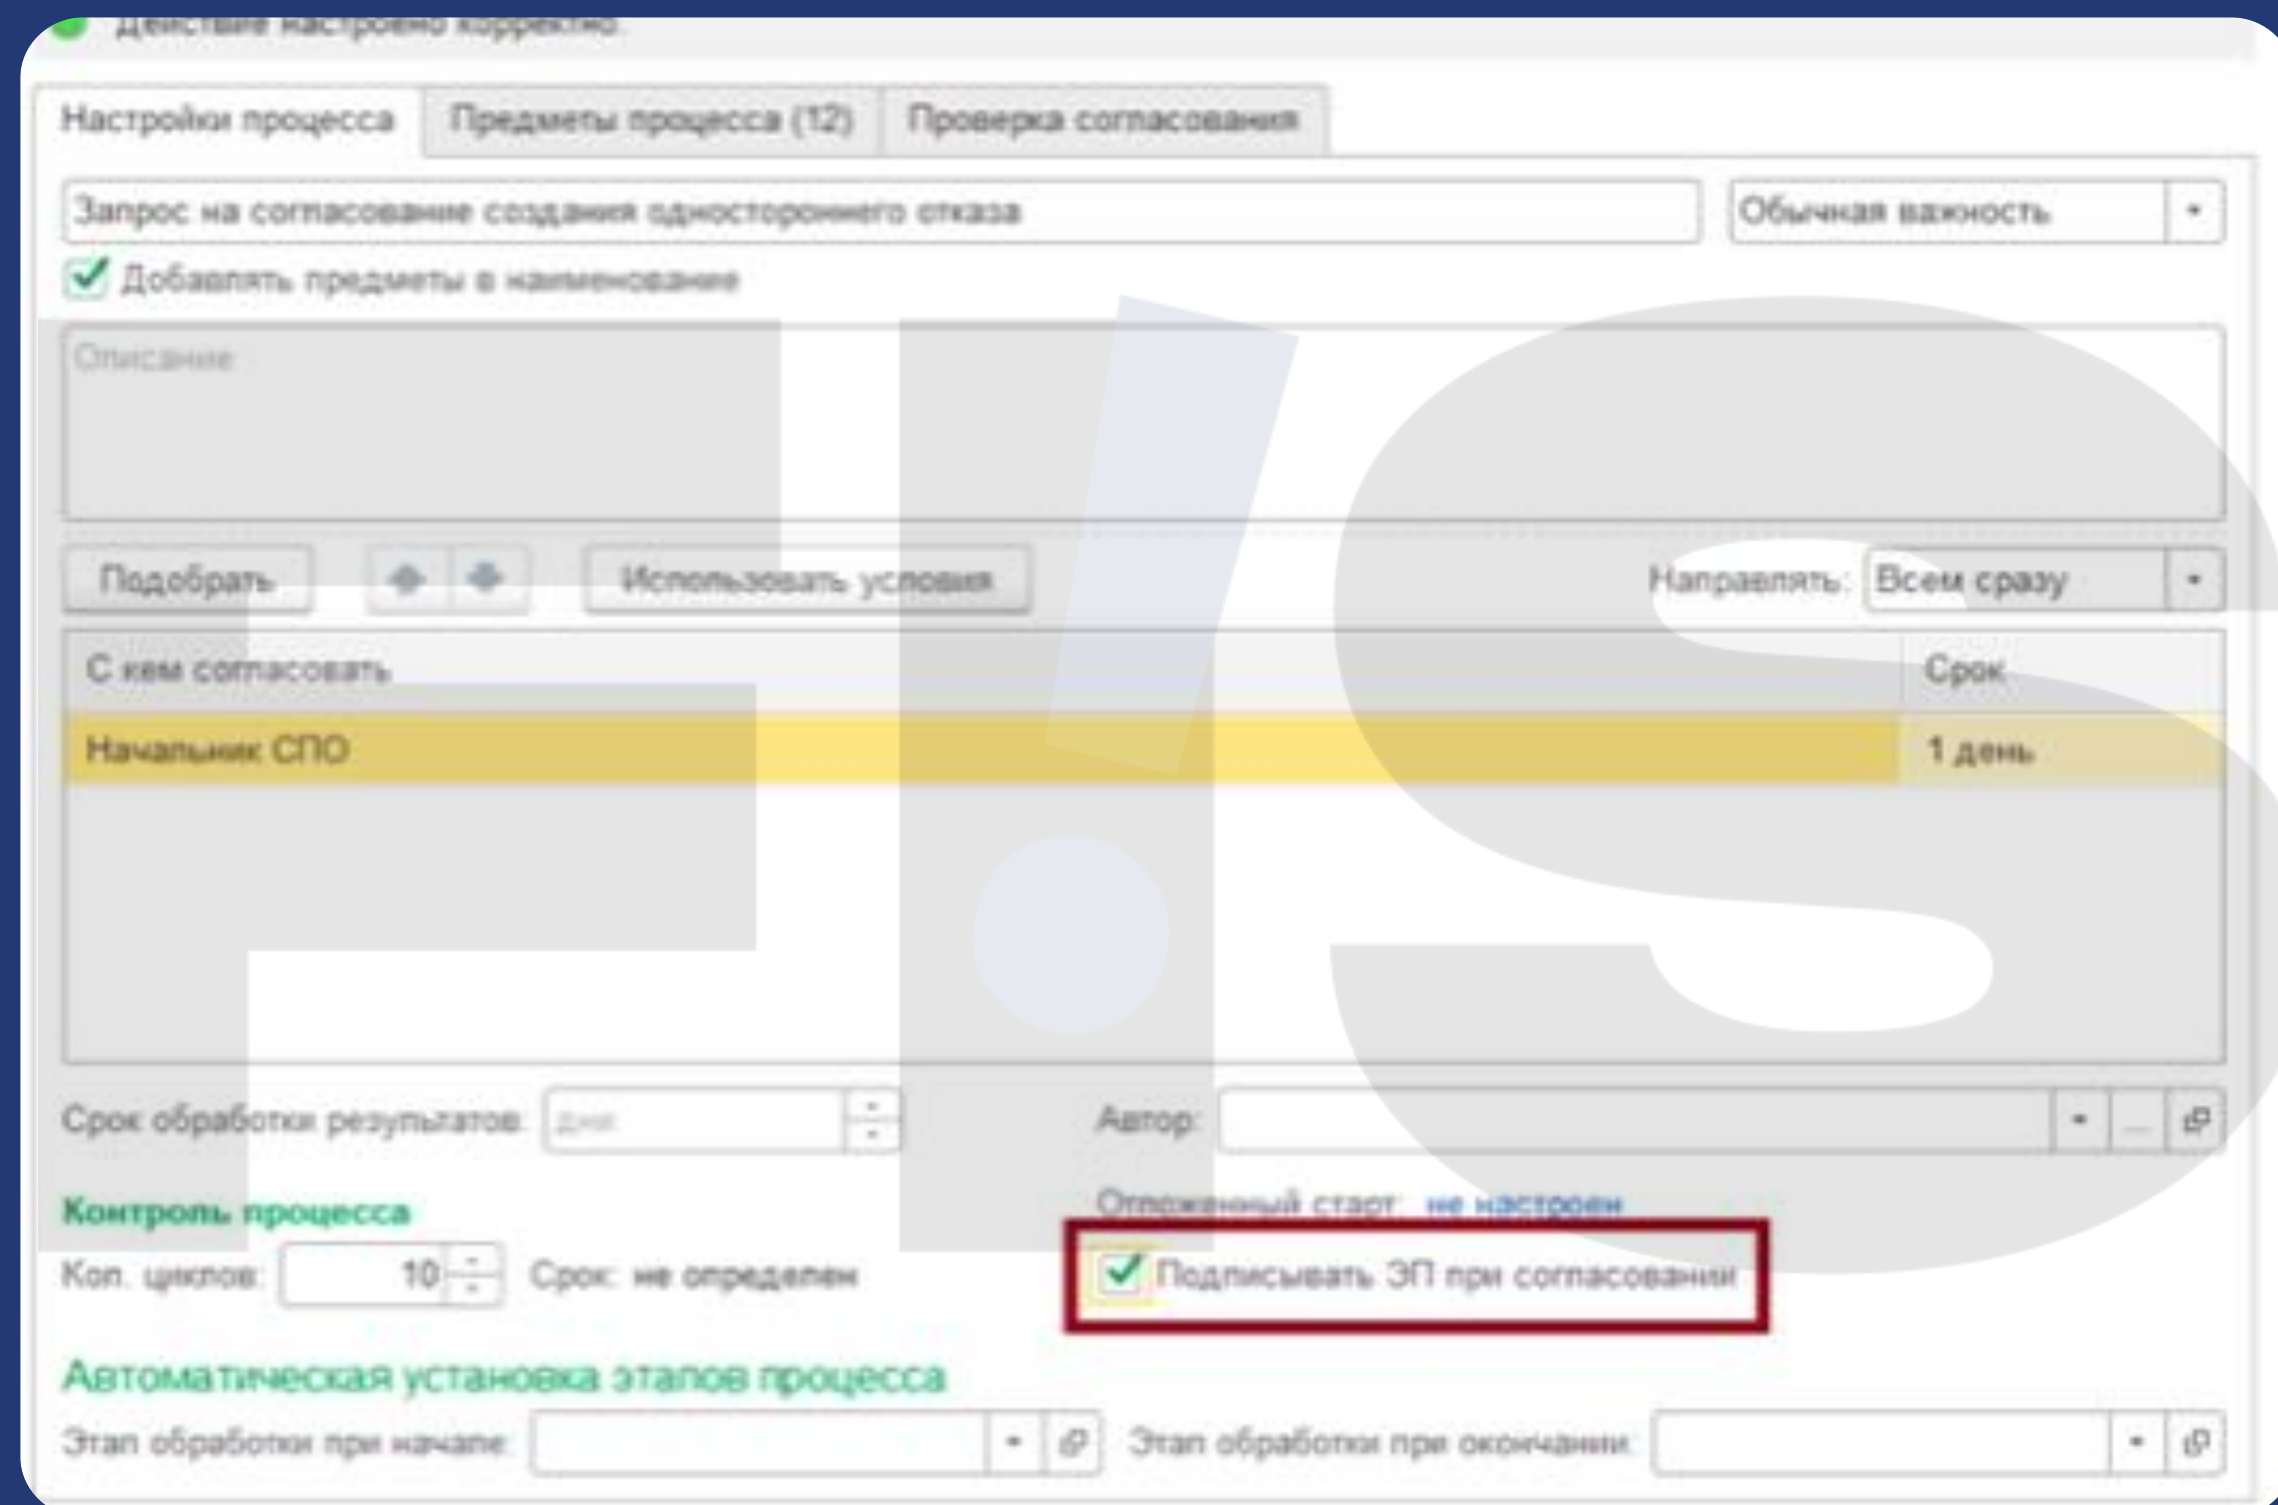 Действие настроено корректно.
Настройки процесса Предметы процесса (12) Проверка согласования
Запрос на согласование создания одностороннего отказа Обычная важность
Добавлять предметы в наименование
Описание
Подобрать Использовать условия Направлять: Всем сразу
С кем согласовать Срок
Начальник СПО 1 день
Срок обработки результатов: дни Автор: ...
Контроль процесса Отложенный старт: не настроен
Кол. циклов: 10 Срок: не определен Подписывать ЭП при согласовании
Автоматическая установка этапов процесса
Этап обработки при начале: Этап обработки при окончании: